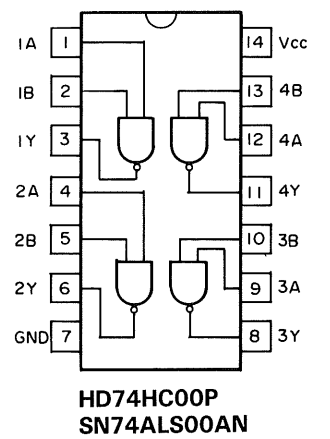 1A 1 14 Vcc
1B 2 13 4B
1Y 3 12 4A
2A 4 11 4Y
2B 5 10 3B
2Y 6 9 3A
GND 7 8 3Y
HD74HC00P
SN74ALS00AN